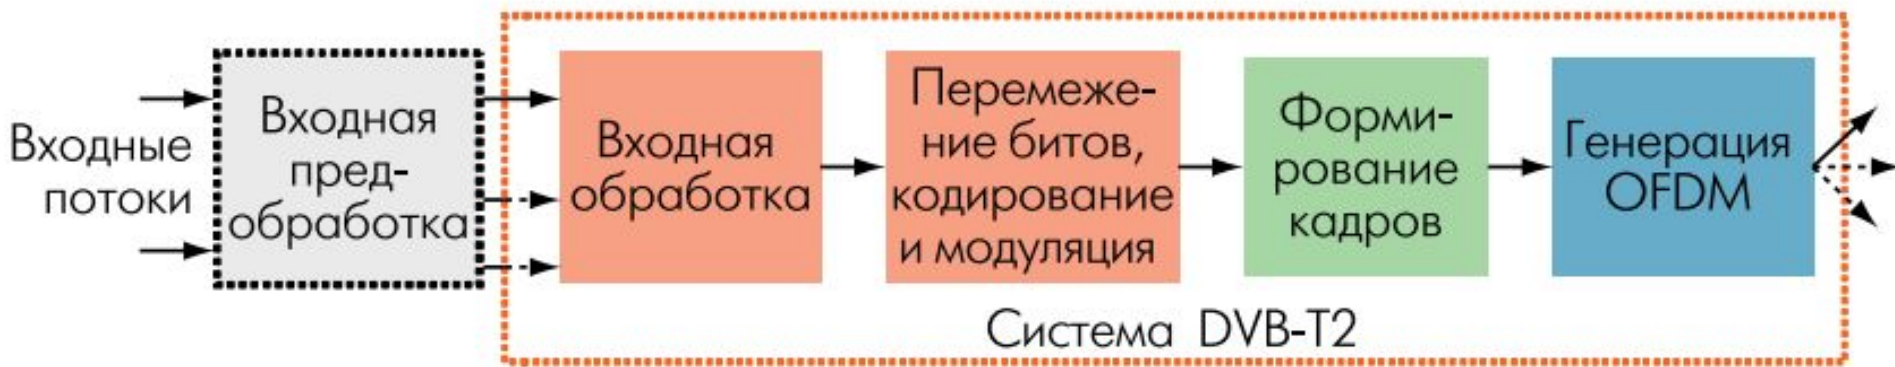 Входные
потоки
Входная
пред-
обработка
Входная
обработка
Перемеже-
ние битов,
кодирование
и модуляция
Форми-
рование
кадров
Генерация
OFDM
Система DVB-T2